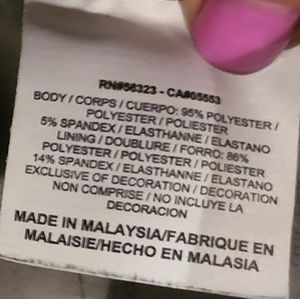 RN#56323 - CA#05553
BODY / CORPS / CUERPO: 95% POLYESTER /
POLYESTER / POLIESTER
5% SPANDEX / ELASTHANNE / ELASTANO
LINING / DOUBLURE / FORRO: 86%
POLYESTER / POLYESTER / POLIESTER
14% SPANDEX / ELASTHANNE / ELASTANO
EXCLUSIVE OF DECORATION / DECORATION
NON COMPRISE / NO INCLUYE LA
DECORACION
MADE IN MALAYSIA/FABRIQUE EN
MALAISIE/HECHO EN MALASIA